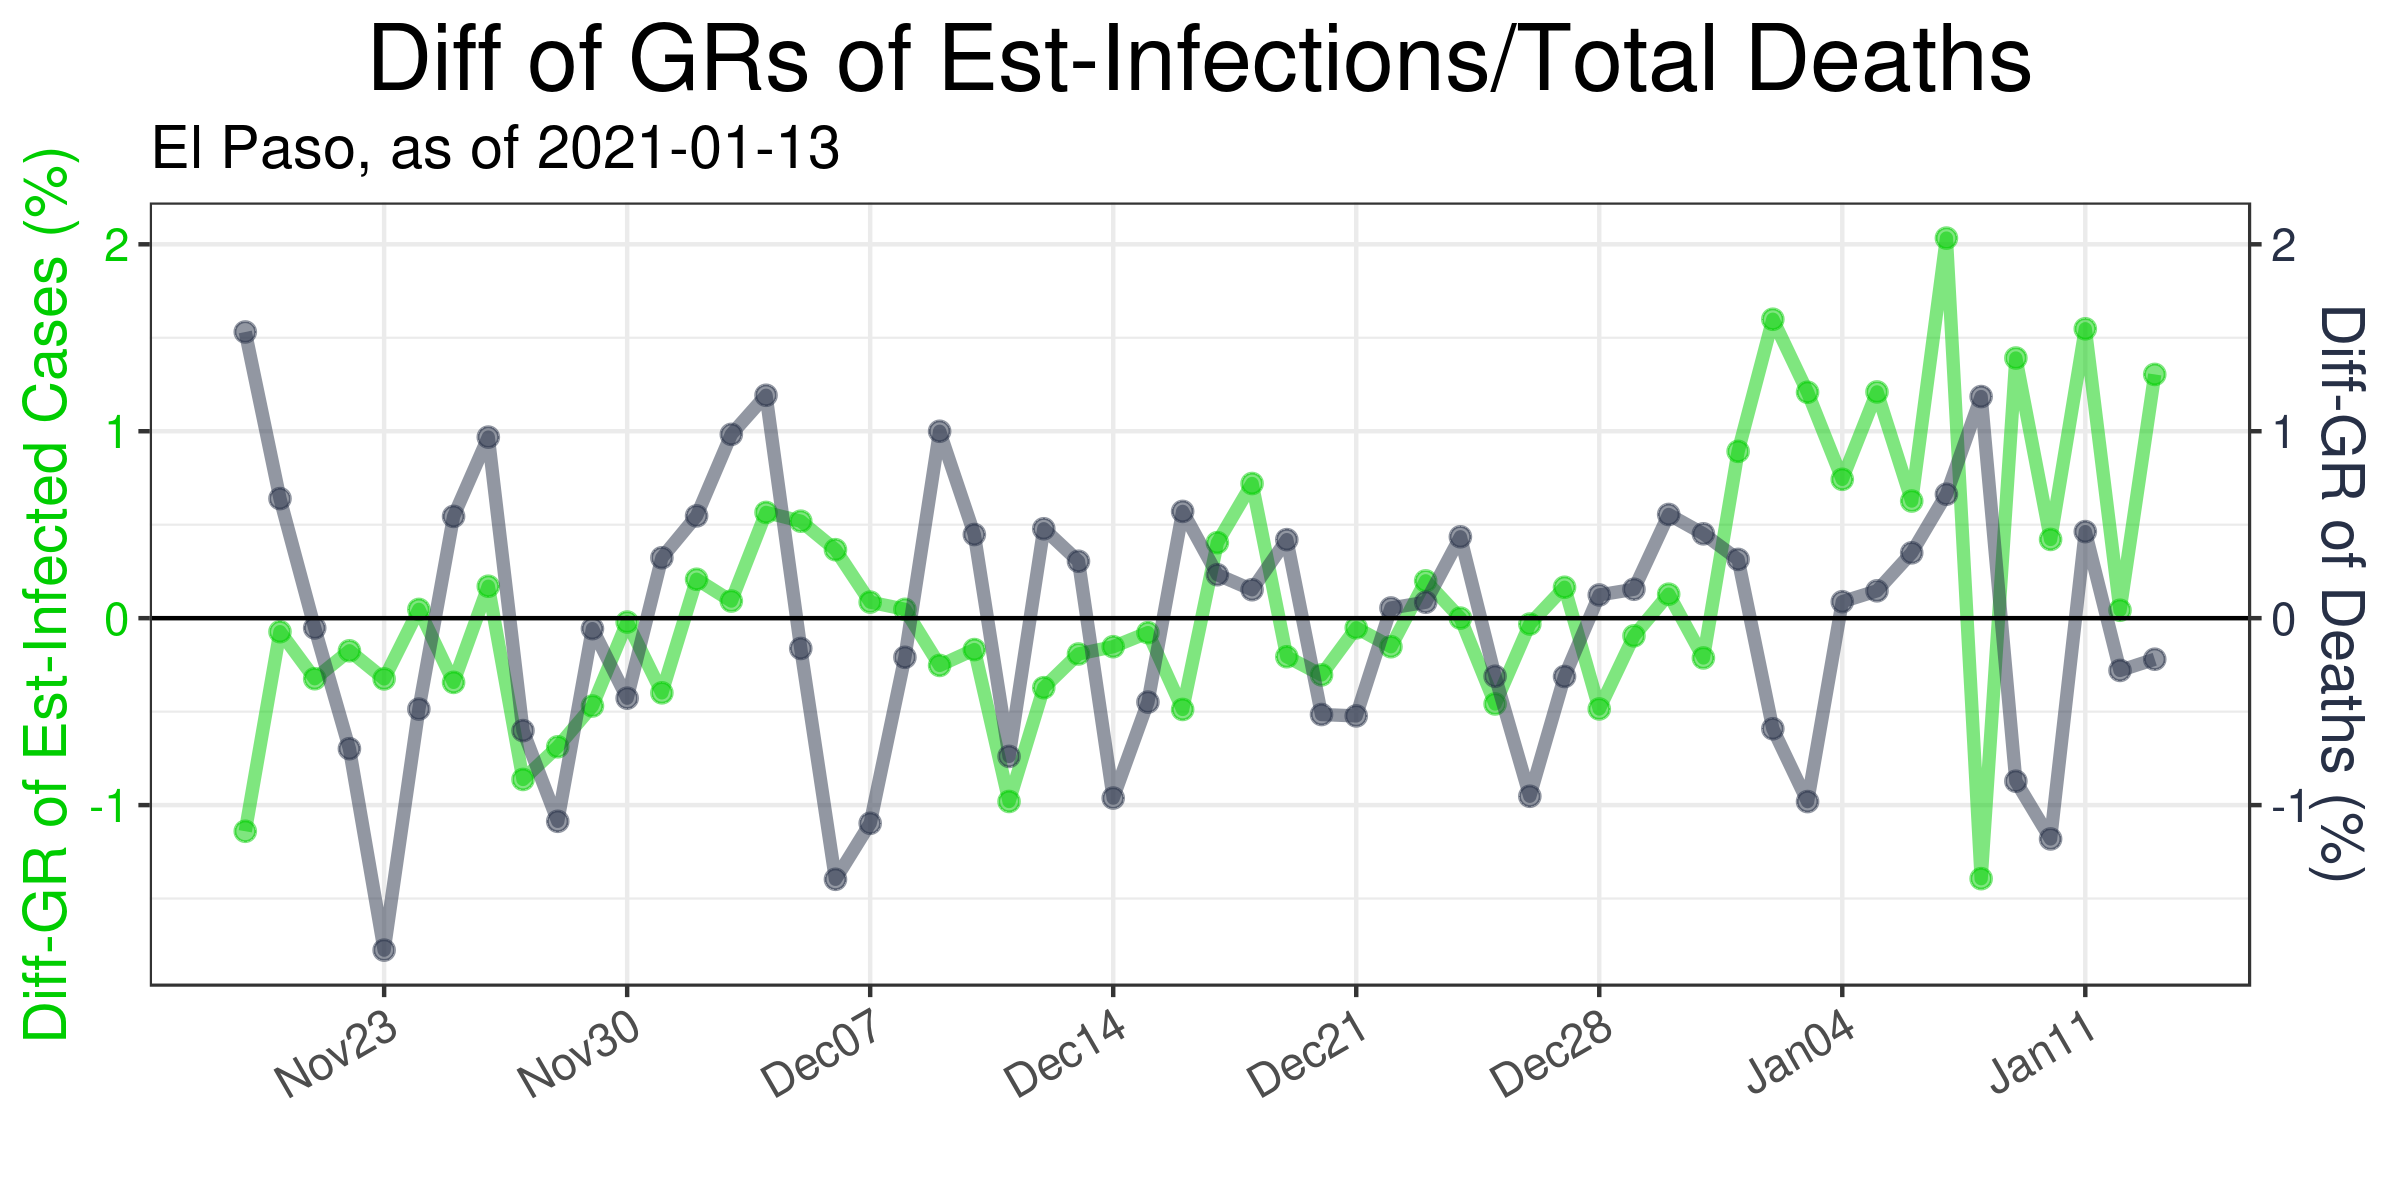 Diff of GRs of Est-Infections/Total Deaths
El Paso, as of 2021-01-13
Diff-GR of Est-Infected Cases (%)
2
1
0
-1
2
1
0
-1
Diff-GR of Deaths (%)
Nov23
Nov30
Dec07
Dec14
Dec21
Dec28
Jan04
Jan11